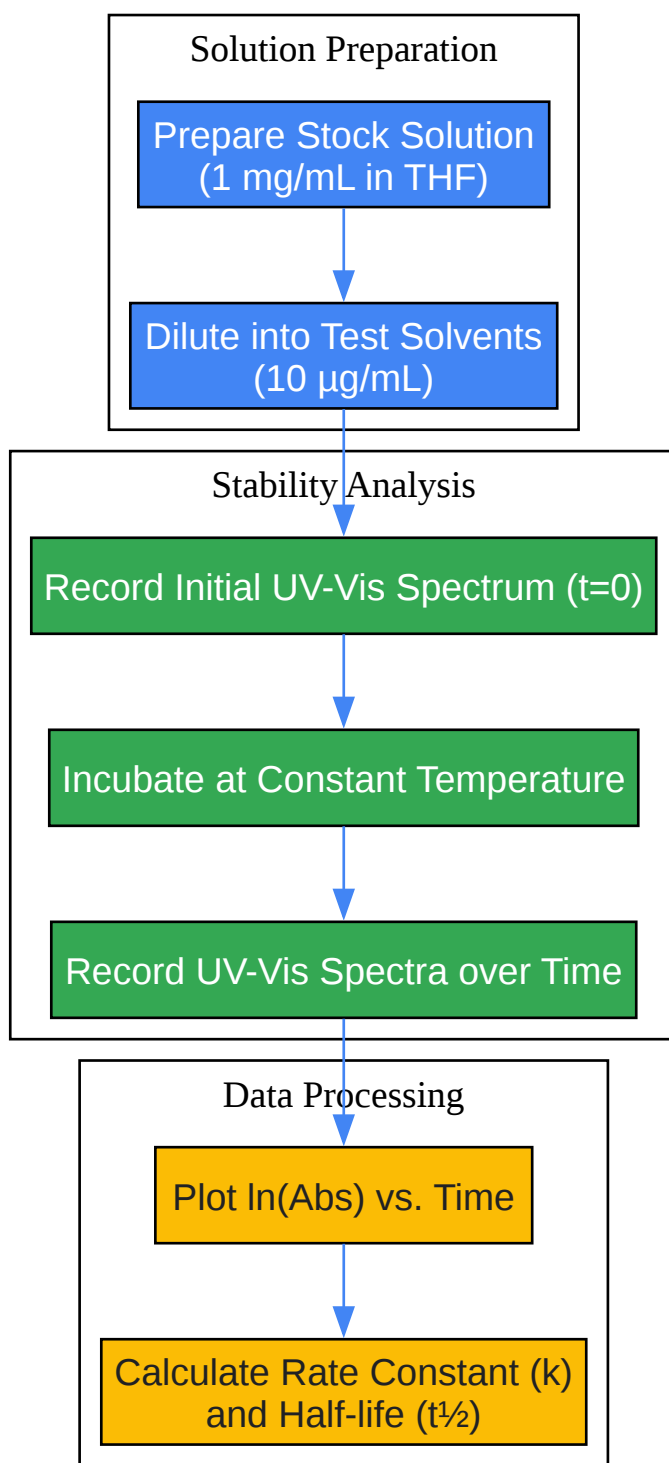 Solution Preparation
Prepare Stock Solution
(1 mg/mL in THF)
Dilute into Test Solvents
(10 µg/mL)
Stability Analysis
Record Initial UV-Vis Spectrum (t=0)
Incubate at Constant Temperature
Record UV-Vis Spectra over Time
Data Processing
Plot ln(Abs) vs. Time
Calculate Rate Constant (k)
and Half-life (t½)